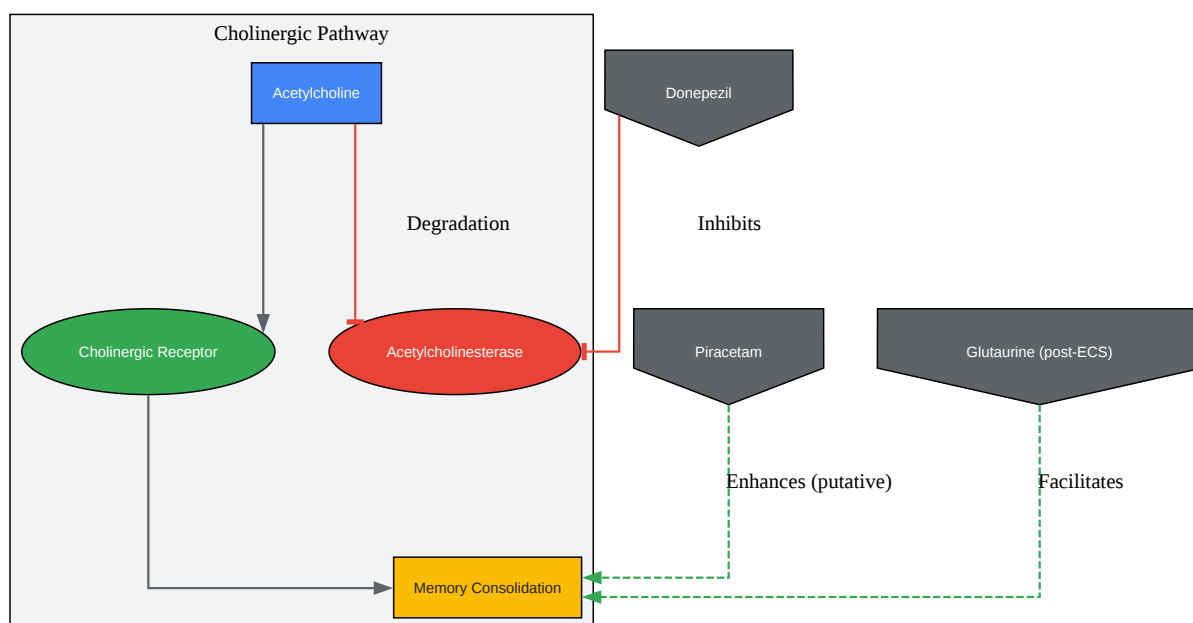 Cholinergic Pathway
Acetylcholine
Donepezil
Degradation
Inhibits
Cholinergic Receptor
Acetylcholinesterase
Piracetam
Glutaurine (post-ECS)
Enhances (putative)
Facilitates
Memory Consolidation